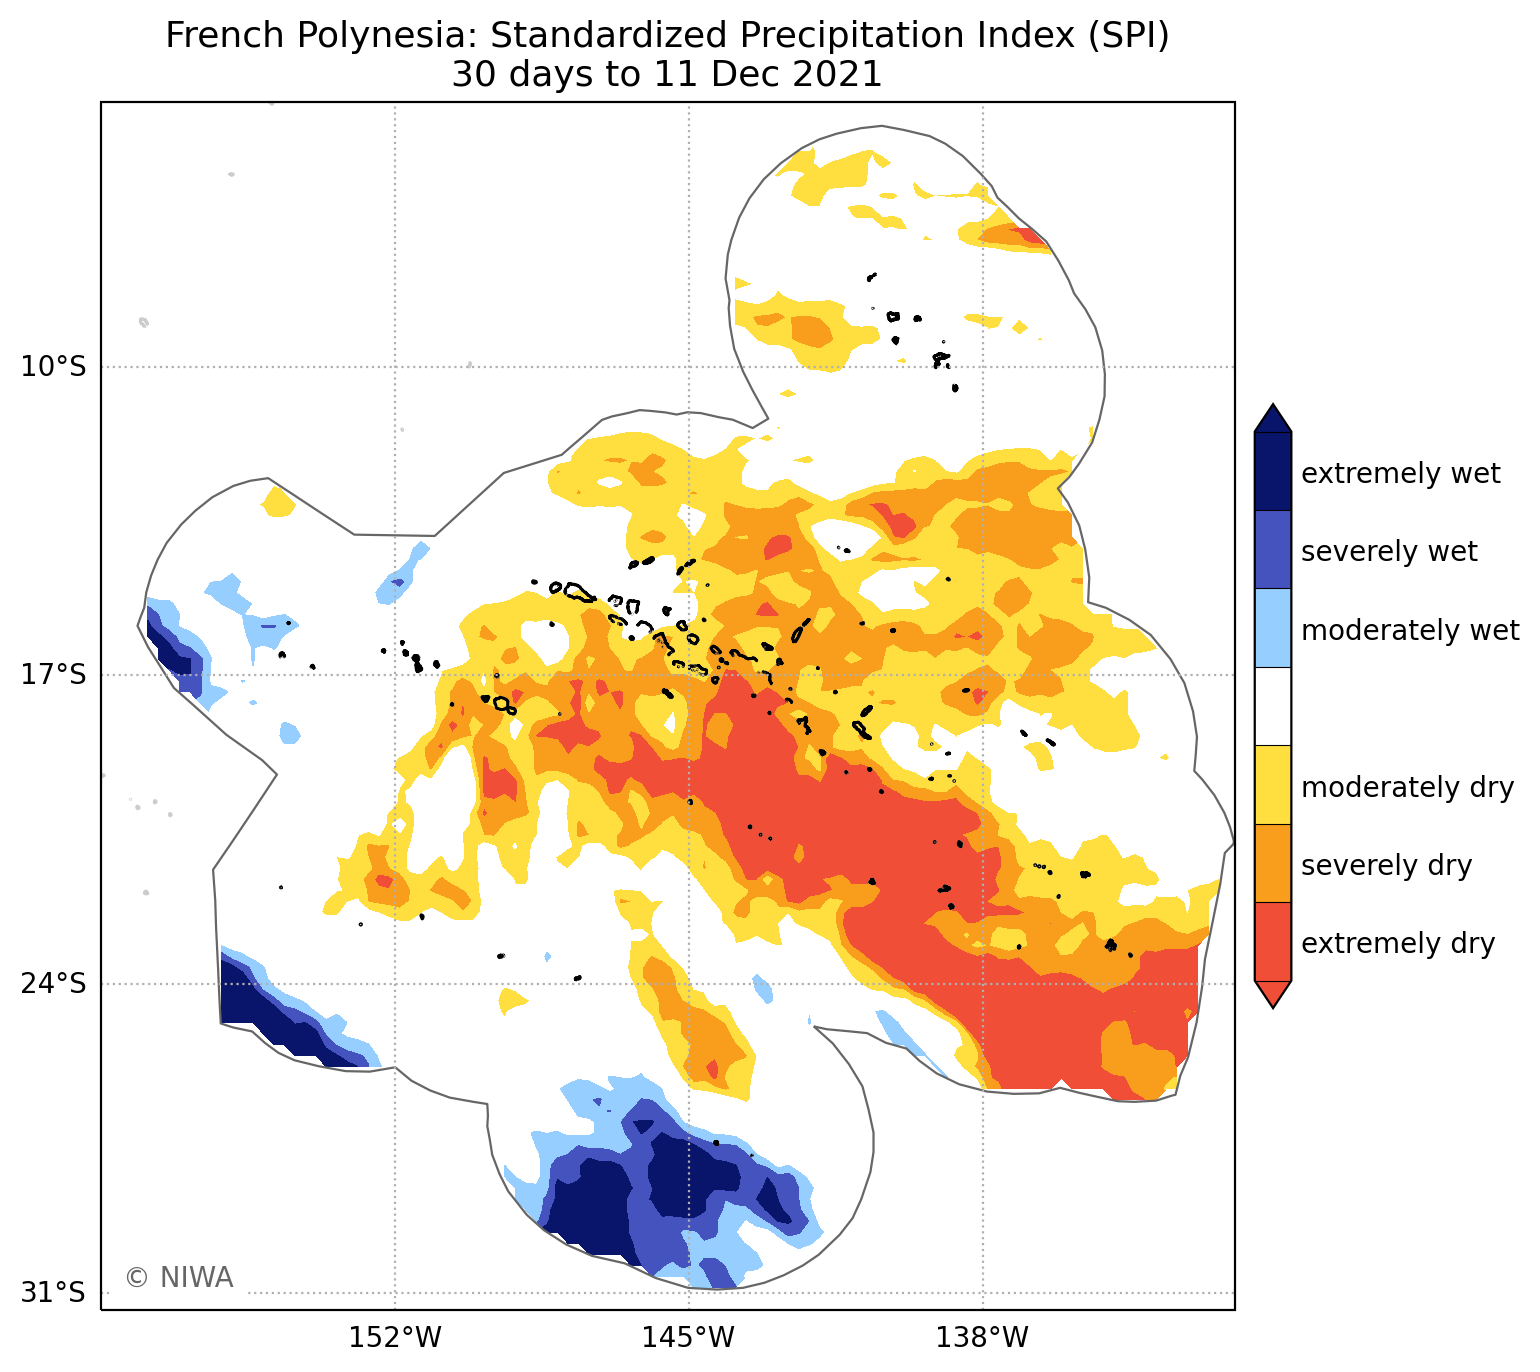 French Polynesia: Standardized Precipitation Index (SPI)
30 days to 11 Dec 2021
10°S
17°S
24°S
31°S
152°W
145°W
138°W
extremely wet
severely wet
moderately wet
moderately dry
severely dry
extremely dry
© NIWA